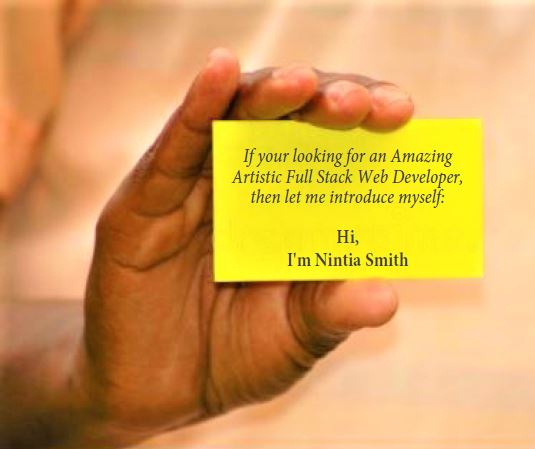 If your looking for an Amazing
Artistic Full Stack Web Developer,
then let me introduce myself:
Hi,
I'm Nintia Smith